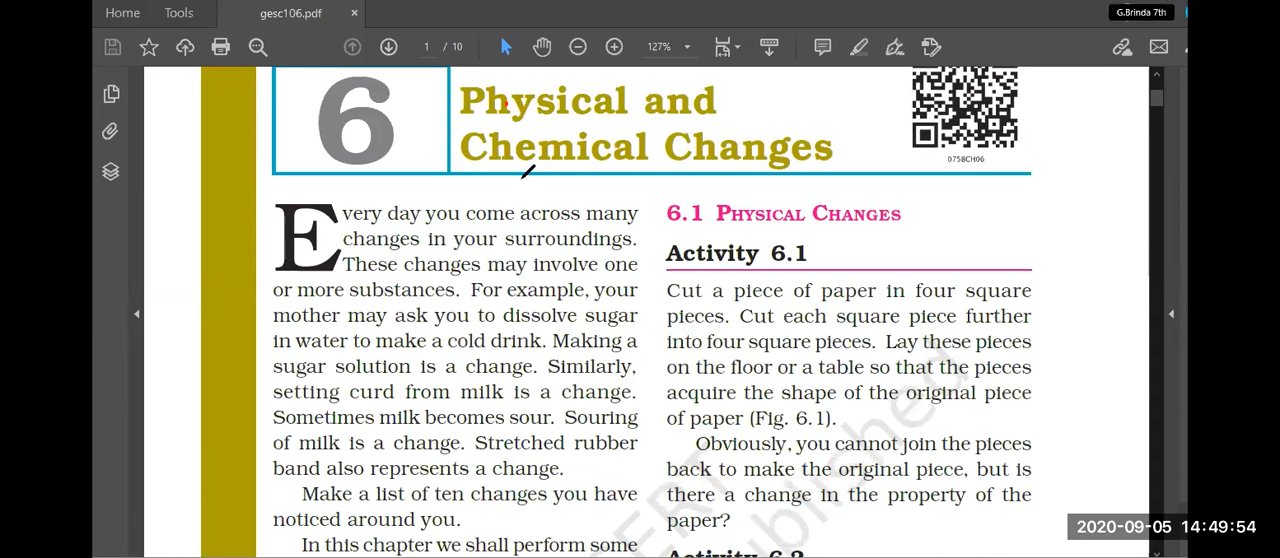 Home
Tools
gesc106.pdf
×
G.Brinda 7th
1 / 10
127%
6
Physical and
Chemical Changes
0758CH06
Every day you come across many
changes in your surroundings.
These changes may involve one
or more substances. For example, your
mother may ask you to dissolve sugar
in water to make a cold drink. Making a
sugar solution is a change. Similarly,
setting curd from milk is a change.
Sometimes milk becomes sour. Souring
of milk is a change. Stretched rubber
band also represents a change.
Make a list of ten changes you have
noticed around you.
In this chapter we shall perform some
6.1 Physical Changes
Activity 6.1
Cut a piece of paper in four square
pieces. Cut each square piece further
into four square pieces. Lay these pieces
on the floor or a table so that the pieces
acquire the shape of the original piece
of paper (Fig. 6.1).
Obviously, you cannot join the pieces
back to make the original piece, but is
there a change in the property of the
paper?
Activity 6.2
2020-09-05 14:49:54